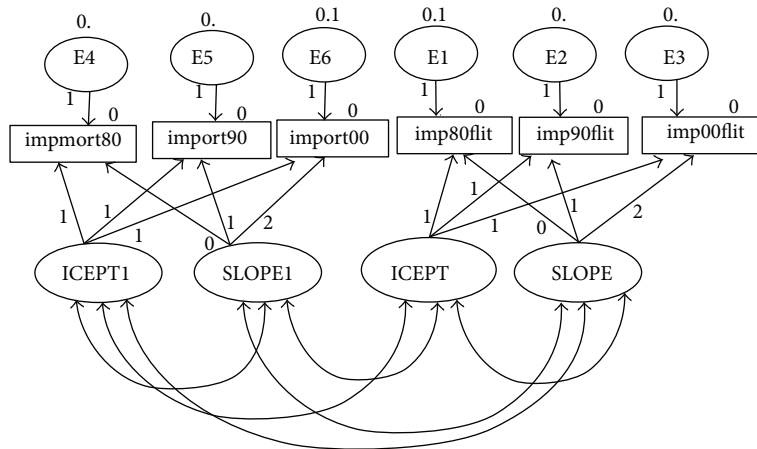 0. 0. 0.1 0.1 0. 0.
E4 E5 E6 E1 E2 E3
1 0 1 0 1 0 1 0 1 0 1 0
impmort80 import90 import00 imp80flit imp90flit imp00flit
1 1 1 0 1 2 1 1 1 0 1 2
ICEPT1 SLOPE1 ICEPT SLOPE